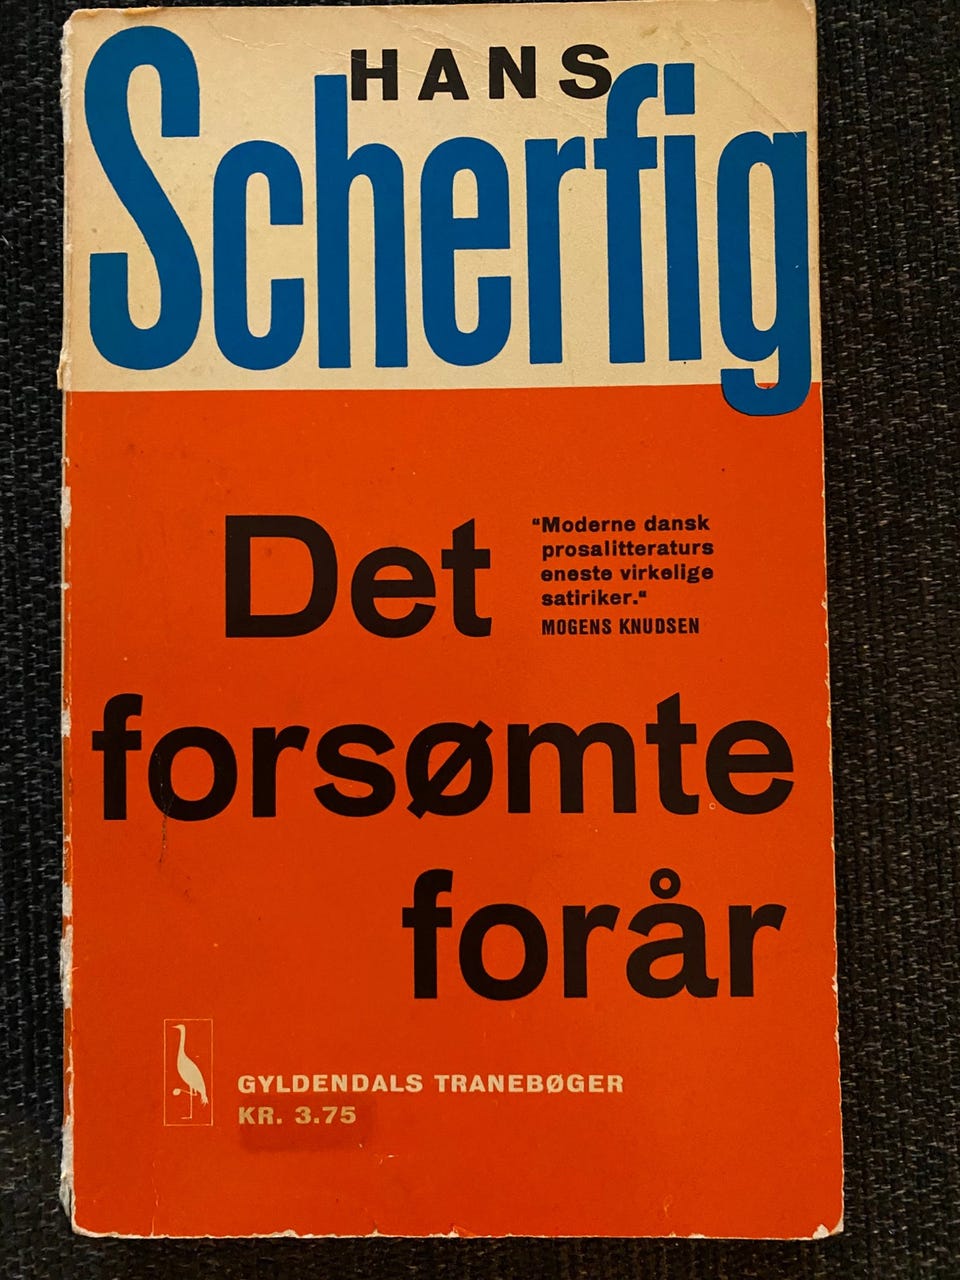 HANS
Scherfig
Det
"Moderne dansk
prosalitteraturs
eneste virkelige
satiriker."
MOGENS KNUDSEN
forsømte
forår
GYLDENDALS TRANEBØGER
KR. 3.75